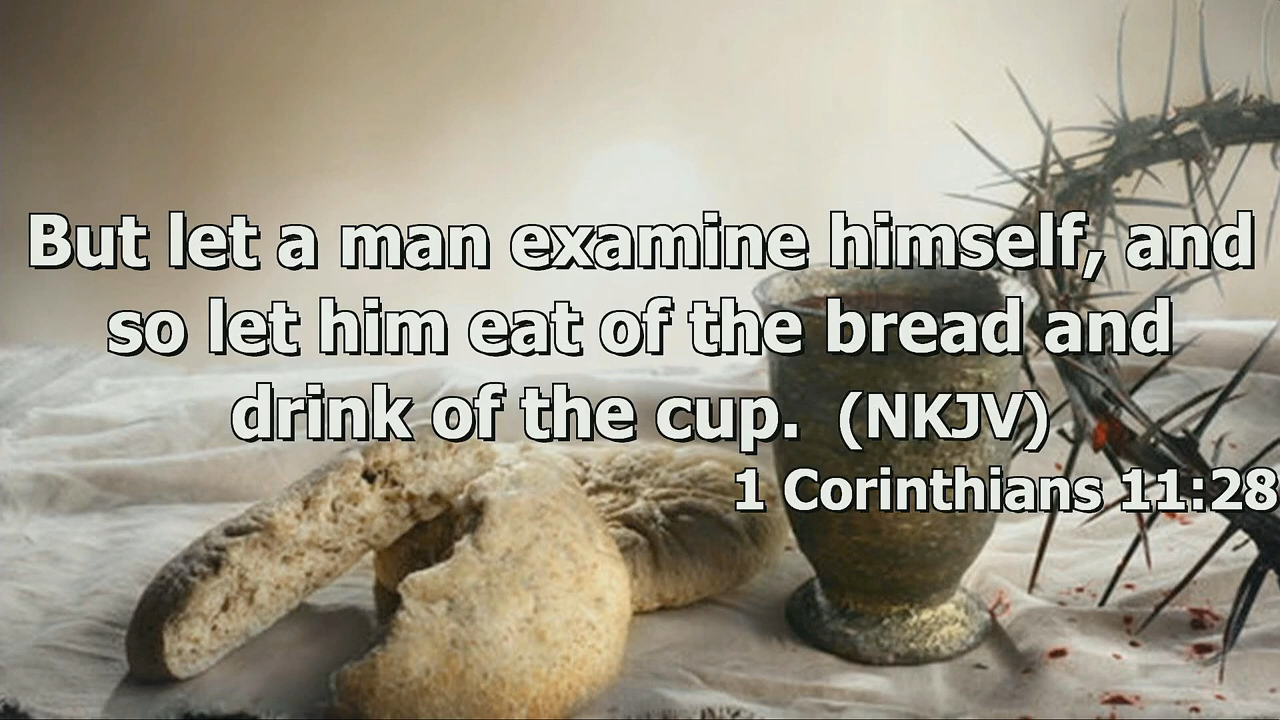 But let a man examine himself, and
so let him eat of the bread and
drink of the cup. (NKJV)
1 Corinthians 11:28